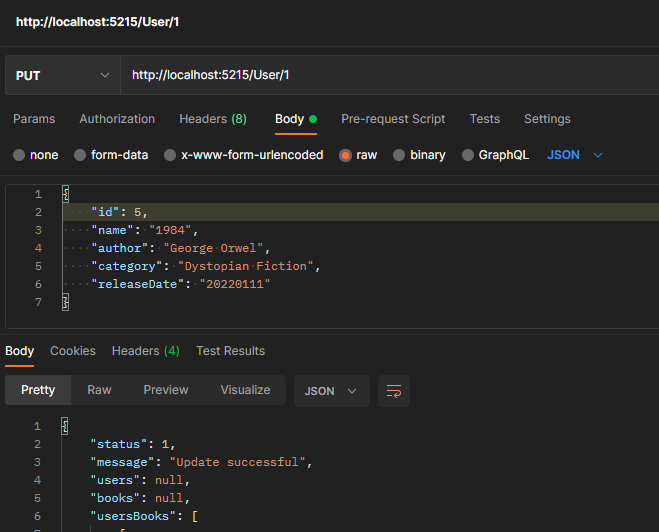 http://localhost:5215/User/1
PUT http://localhost:5215/User/1
Params Authorization Headers (8) Body Pre-request Script Tests Settings
none form-data x-www-form-urlencoded raw binary GraphQL JSON
1 {
2 "id": 5,
3 "name": "1984",
4 "author": "George Orwel",
5 "category": "Dystopian Fiction",
6 "releaseDate": "20220111"
7 }
Body Cookies Headers (4) Test Results
Pretty Raw Preview Visualize JSON
1 {
2 "status": 1,
3 "message": "Update successful",
4 "users": null,
5 "books": null,
6 "usersBooks": [